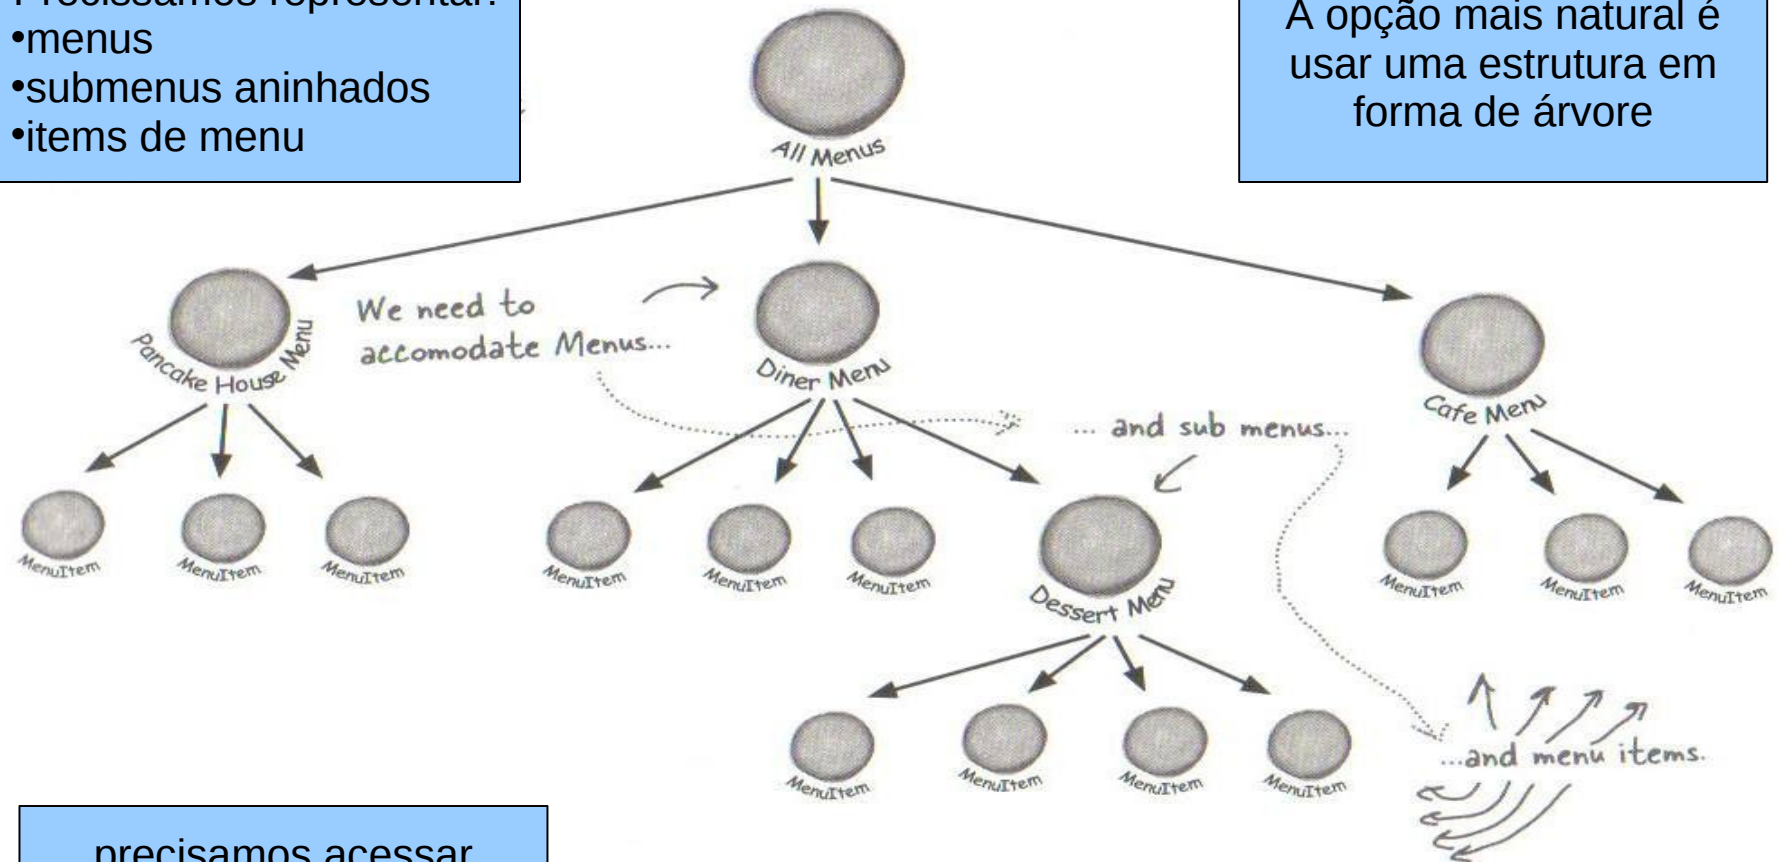 Precissamos representar:
•menus
•submenus aninhados
•items de menu
A opção mais natural é
usar uma estrutura em
forma de árvore
All Menus
We need to
accomodate Menus...
Pancake House Menu
Diner Menu
Cafe Menu
... and sub menus...
MenuItem
MenuItem
MenuItem
MenuItem
MenuItem
MenuItem
Dessert Menu
MenuItem
MenuItem
MenuItem
MenuItem
MenuItem
MenuItem
MenuItem
...and menu items.
precisamos acessar